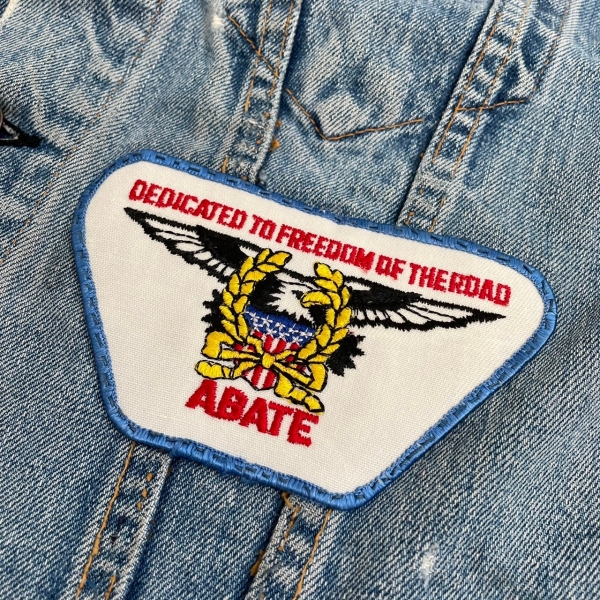 DEDICATED TO FREEDOM OF THE ROAD
ABATE